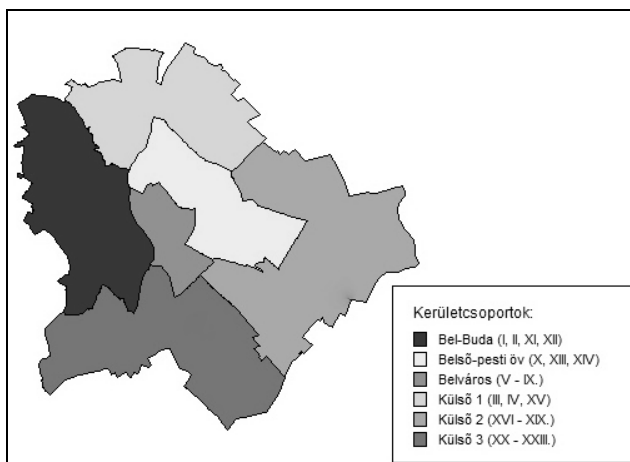 Kerületcsoportok:
Bel-Buda (I, II, XI, XII)
Belső-pesti öv (X, XIII, XIV)
Belváros (V - IX.)
Külső 1 (III, IV, XV)
Külső 2 (XVI - XIX.)
Külső 3 (XX - XXIII.)